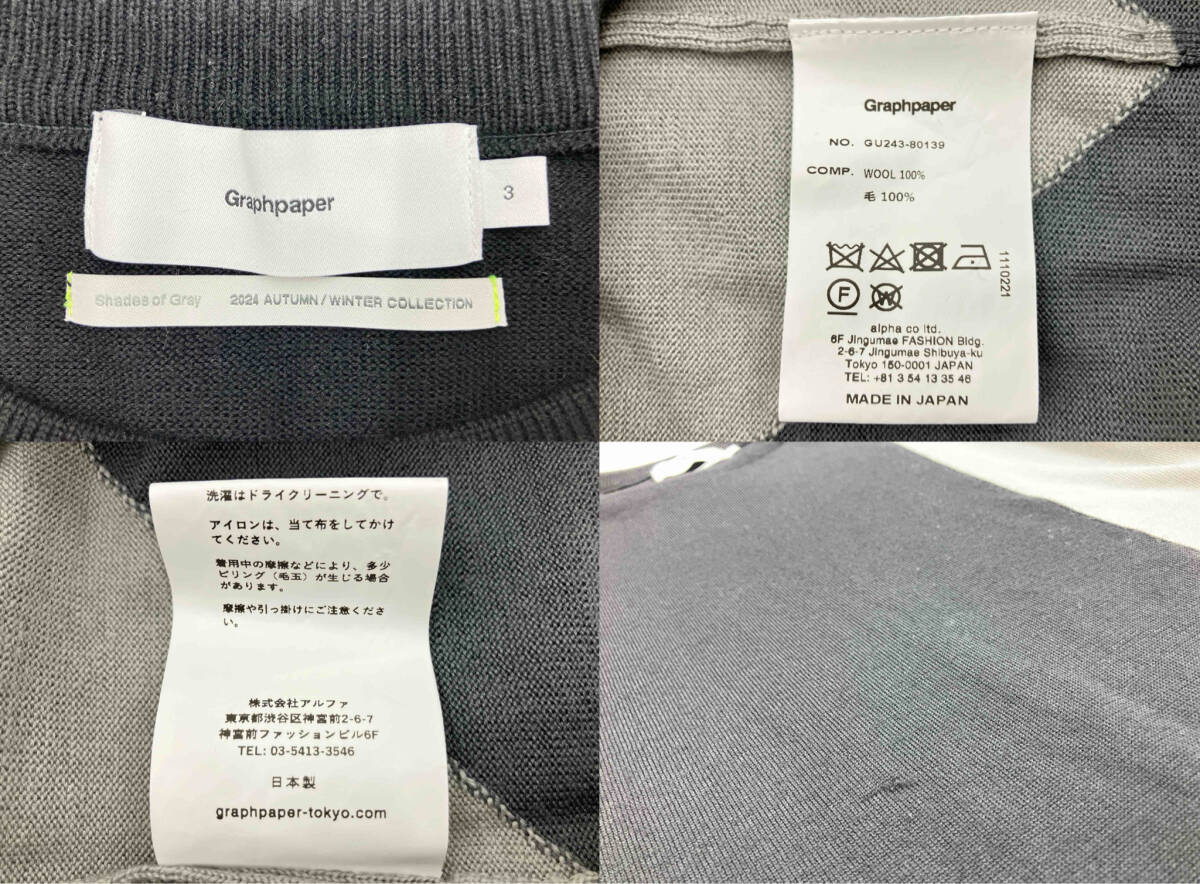 Graphpaper
3
Shades of Gray 2024 AUTUMN / WINTER COLLECTION
Graphpaper
NO. GU243-80139
COMP. WOOL 100%
毛 100%
F
W
1110221
alpha co ltd.
6F Jingumae FASHION Bldg.
2-6-7 Jingumae Shibuya-ku
Tokyo 150-0001 JAPAN
TEL: +81 3 54 13 35 46
MADE IN JAPAN
洗濯はドライクリーニングで。
アイロンは、当て布をしてかけ
てください。
着用中の摩擦などにより、多少
ピリング（毛玉）が生じる場合
があります。
摩擦や引っ掛けにご注意くださ
い。
株式会社アルファ
東京都渋谷区神宮前2-6-7
神宮前ファッションビル6F
TEL: 03-5413-3546
日本製
graphpaper-tokyo.com